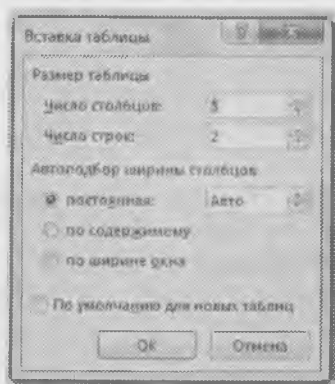 Вставка таблицы
Размер таблицы
Число столбцов: 5
Число строк: 2
Автоподбор ширины столбцов
постоянная: Авто
по содержимому
по ширине окна
По умолчанию для новых таблиц
ОК Отмена